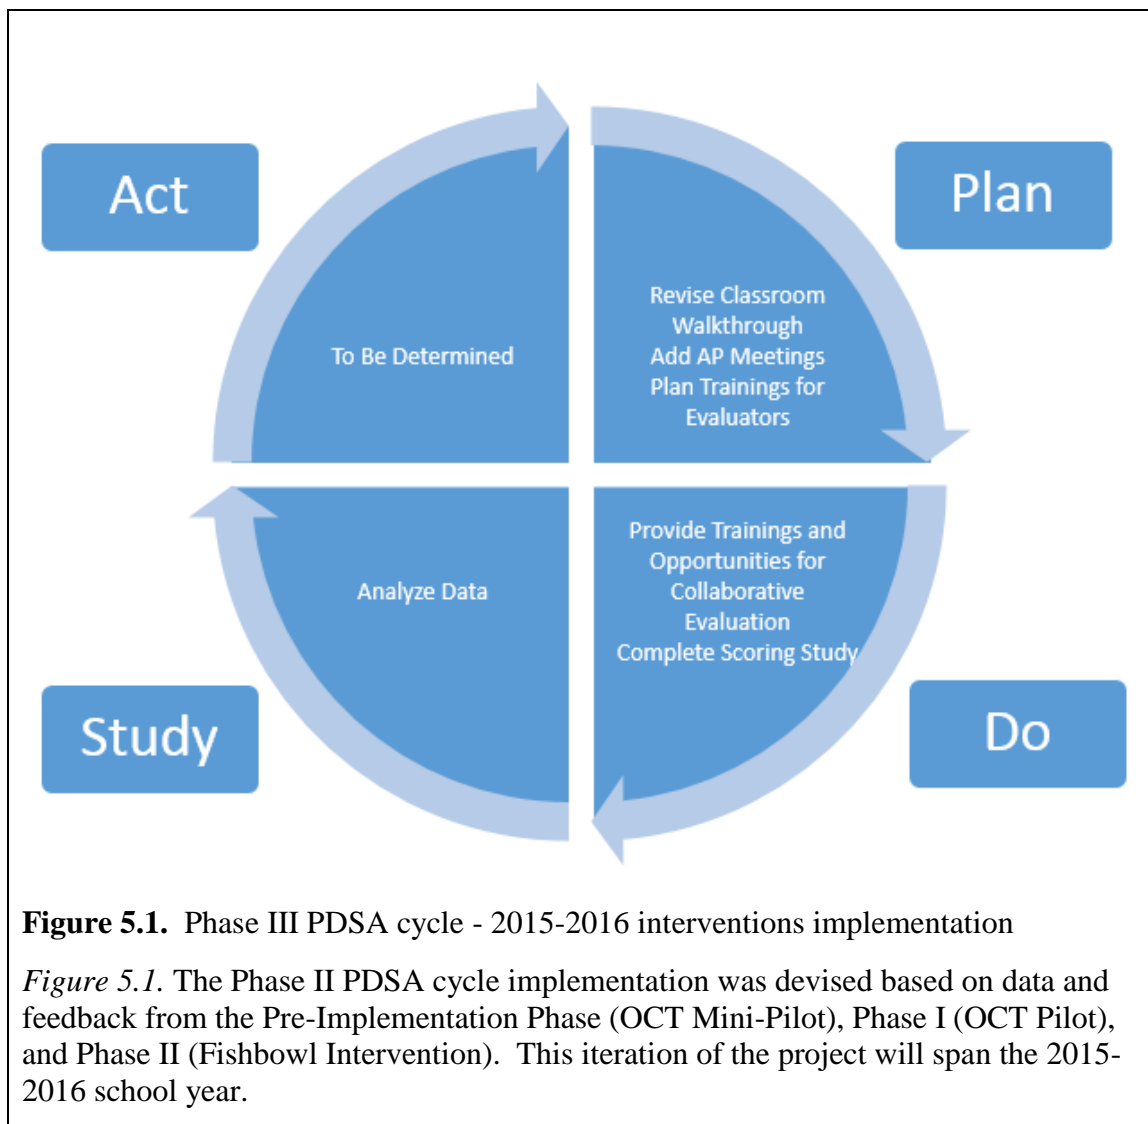 Act
Plan
To Be Determined
Revise Classroom
Walkthrough
Add AP Meetings
Plan Trainings for
Evaluators
Analyze Data
Provide Trainings and
Opportunities for
Collaborative
Evaluation
Complete Scoring Study
Study
Do
Figure 5.1.  Phase III PDSA cycle - 2015-2016 interventions implementation
Figure 5.1. The Phase II PDSA cycle implementation was devised based on data and
feedback from the Pre-Implementation Phase (OCT Mini-Pilot), Phase I (OCT Pilot),
and Phase II (Fishbowl Intervention).  This iteration of the project will span the 2015-
2016 school year.